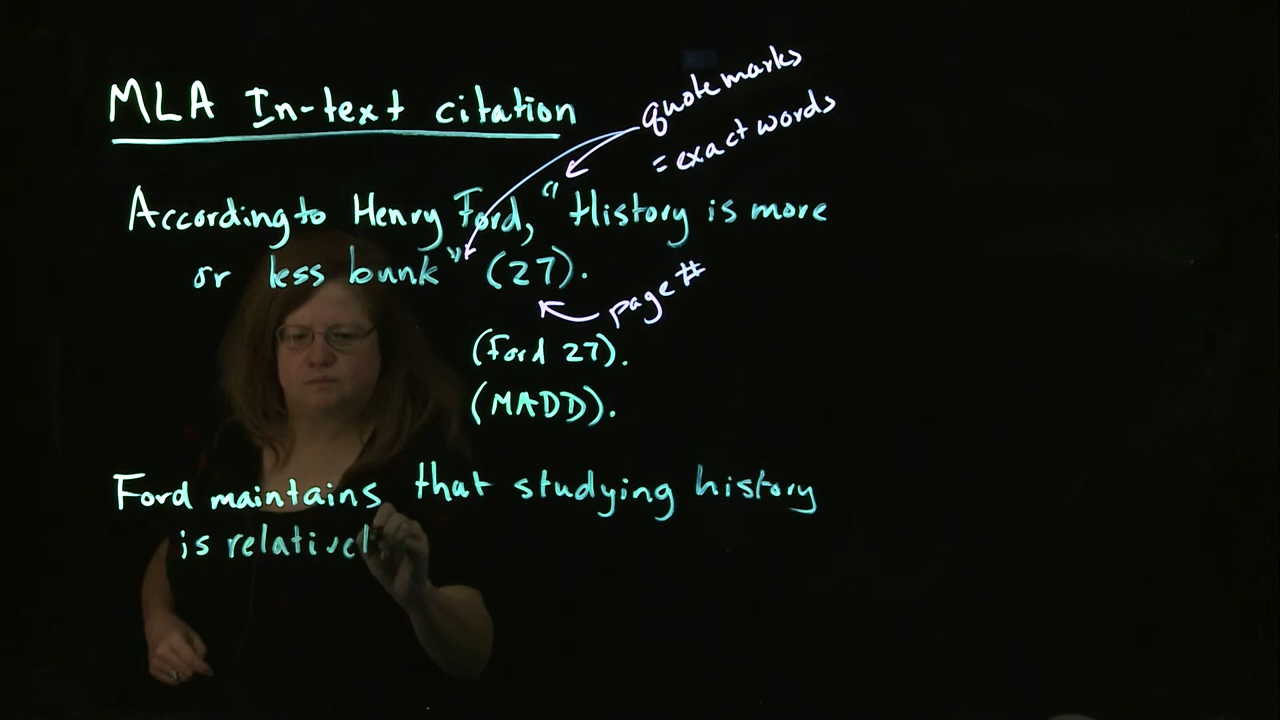 MLA In-text citation
quote marks
= exact words
According to Henry Ford, "History is more
or less bunk" (27).
page #
(Ford 27).
(MADD).
Ford maintains that studying history
is relativel